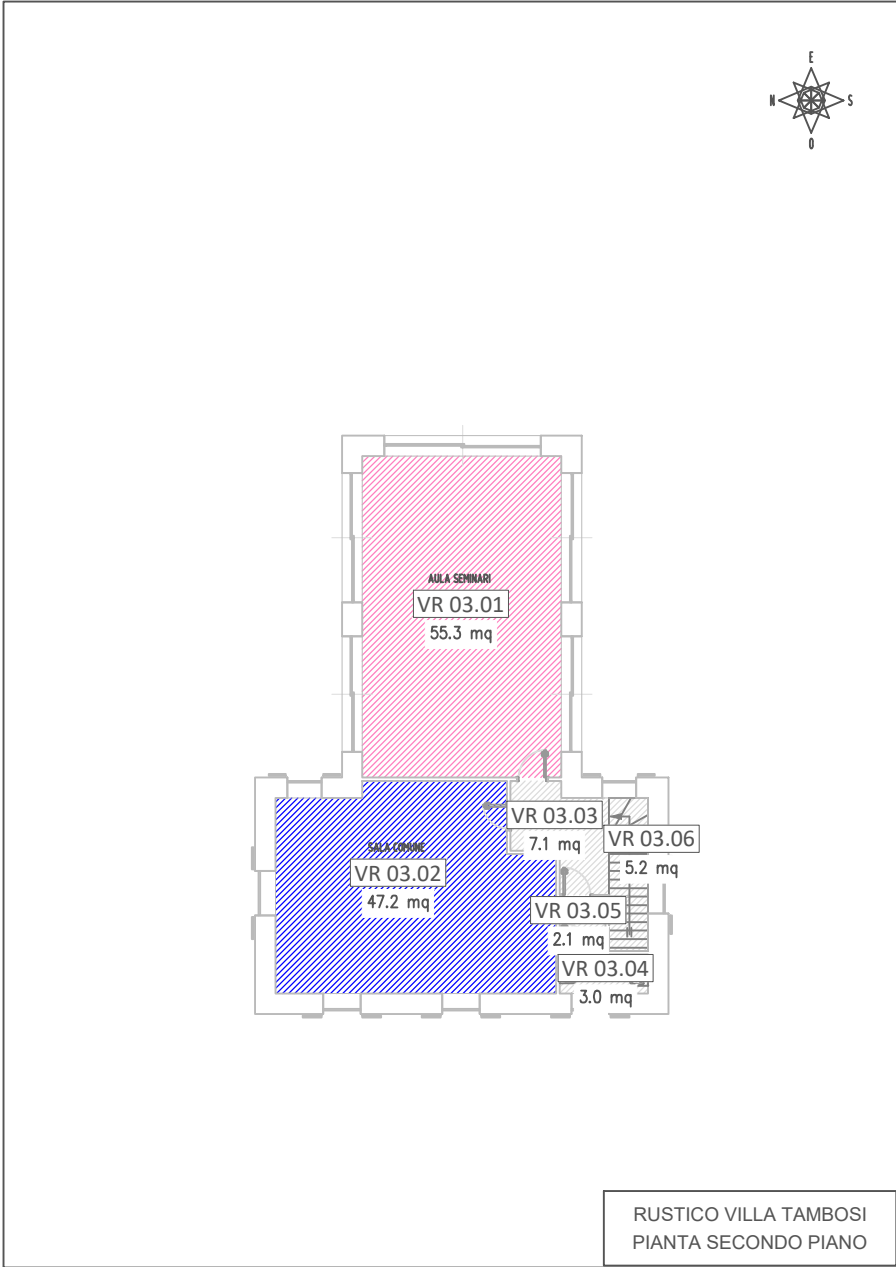 E
N S
O
AULA SEMINARI
VR 03.01
55.3 mq
VR 03.03
7.1 mq
VR 03.06
5.2 mq
SALA COMUNE
VR 03.02
47.2 mq
VR 03.05
2.1 mq
VR 03.04
3.0 mq
RUSTICO VILLA TAMBOSI
PIANTA SECONDO PIANO